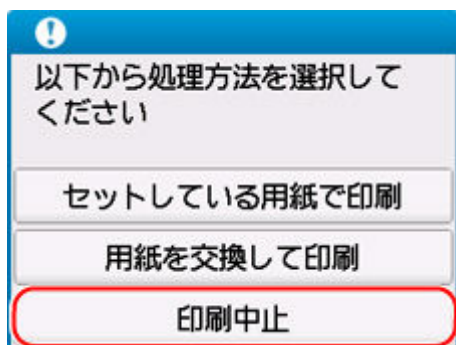 以下から処理方法を選択して
ください
セットしている用紙で印刷
用紙を交換して印刷
印刷中止